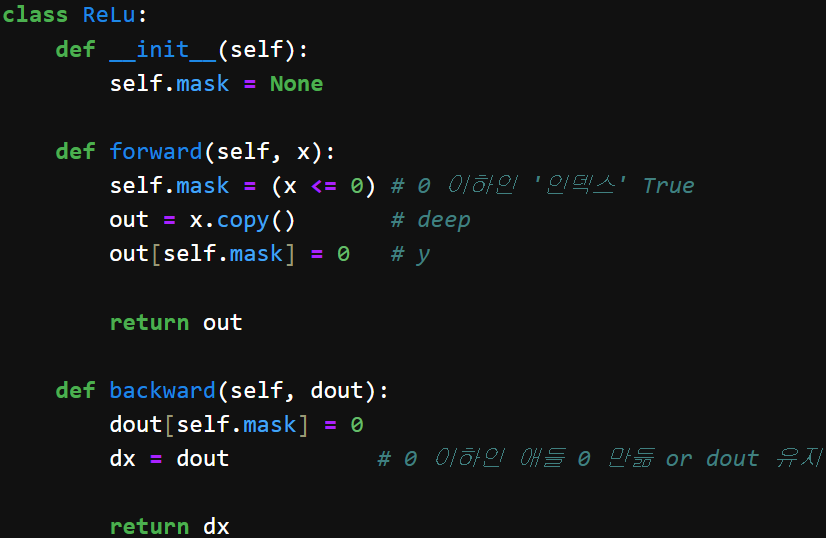 class ReLu:
    def __init__(self):
        self.mask = None

    def forward(self, x):
        self.mask = (x <= 0) # 0 이하인 '인덱스' True
        out = x.copy()       # deep
        out[self.mask] = 0   # y

        return out

    def backward(self, dout):
        dout[self.mask] = 0
        dx = dout           # 0 이하인 애들 0 만듦 or dout 유지

        return dx